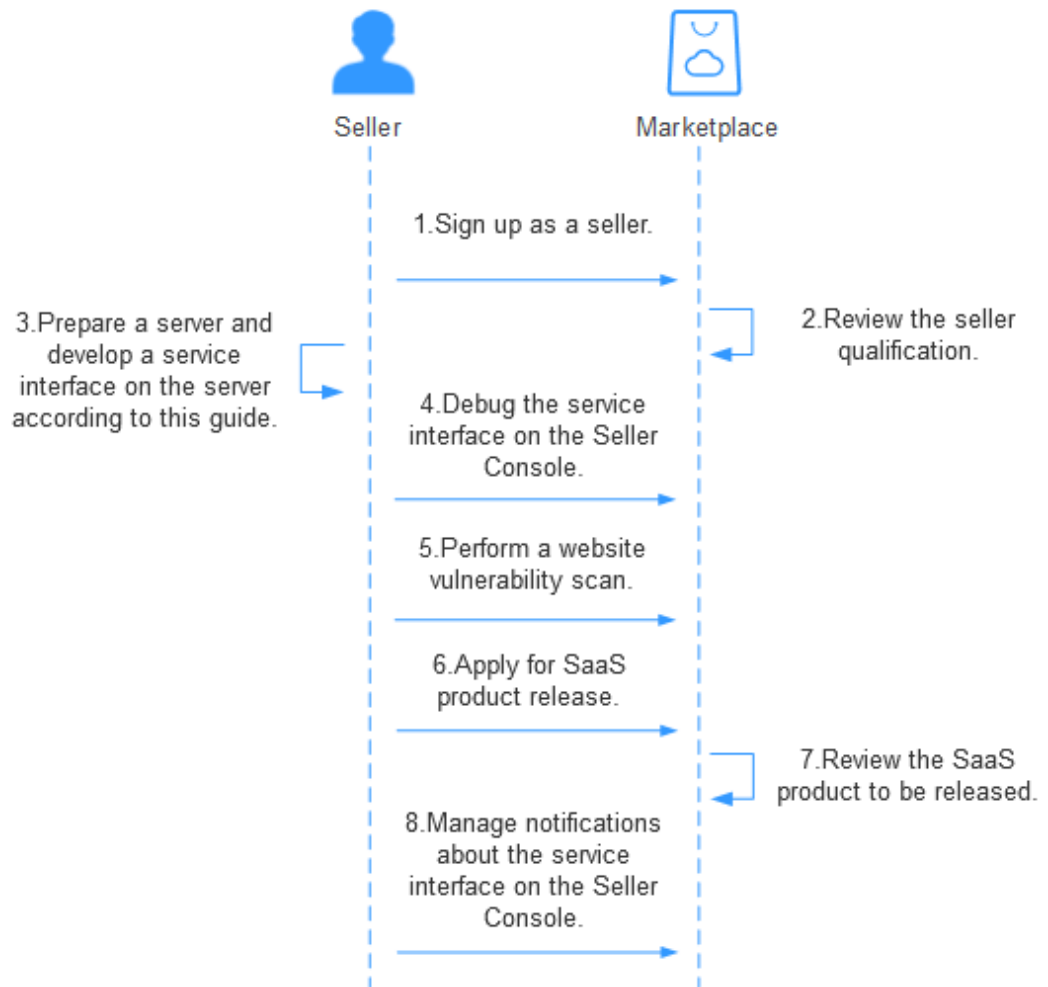 Seller
Marketplace
1.Sign up as a seller.
2.Review the seller
qualification.
3.Prepare a server and
develop a service
interface on the server
according to this guide.
4.Debug the service
interface on the Seller
Console.
5.Perform a website
vulnerability scan.
6.Apply for SaaS
product release.
7.Review the SaaS
product to be released.
8.Manage notifications
about the service
interface on the Seller
Console.